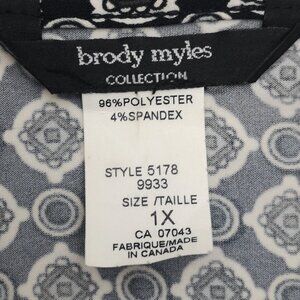 brody myles
COLLECTION
96%POLYESTER
4%SPANDEX
STYLE 5178
9933
SIZE /TAILLE
1X
CA 07043
FABRIQUE/MADE
IN CANADA